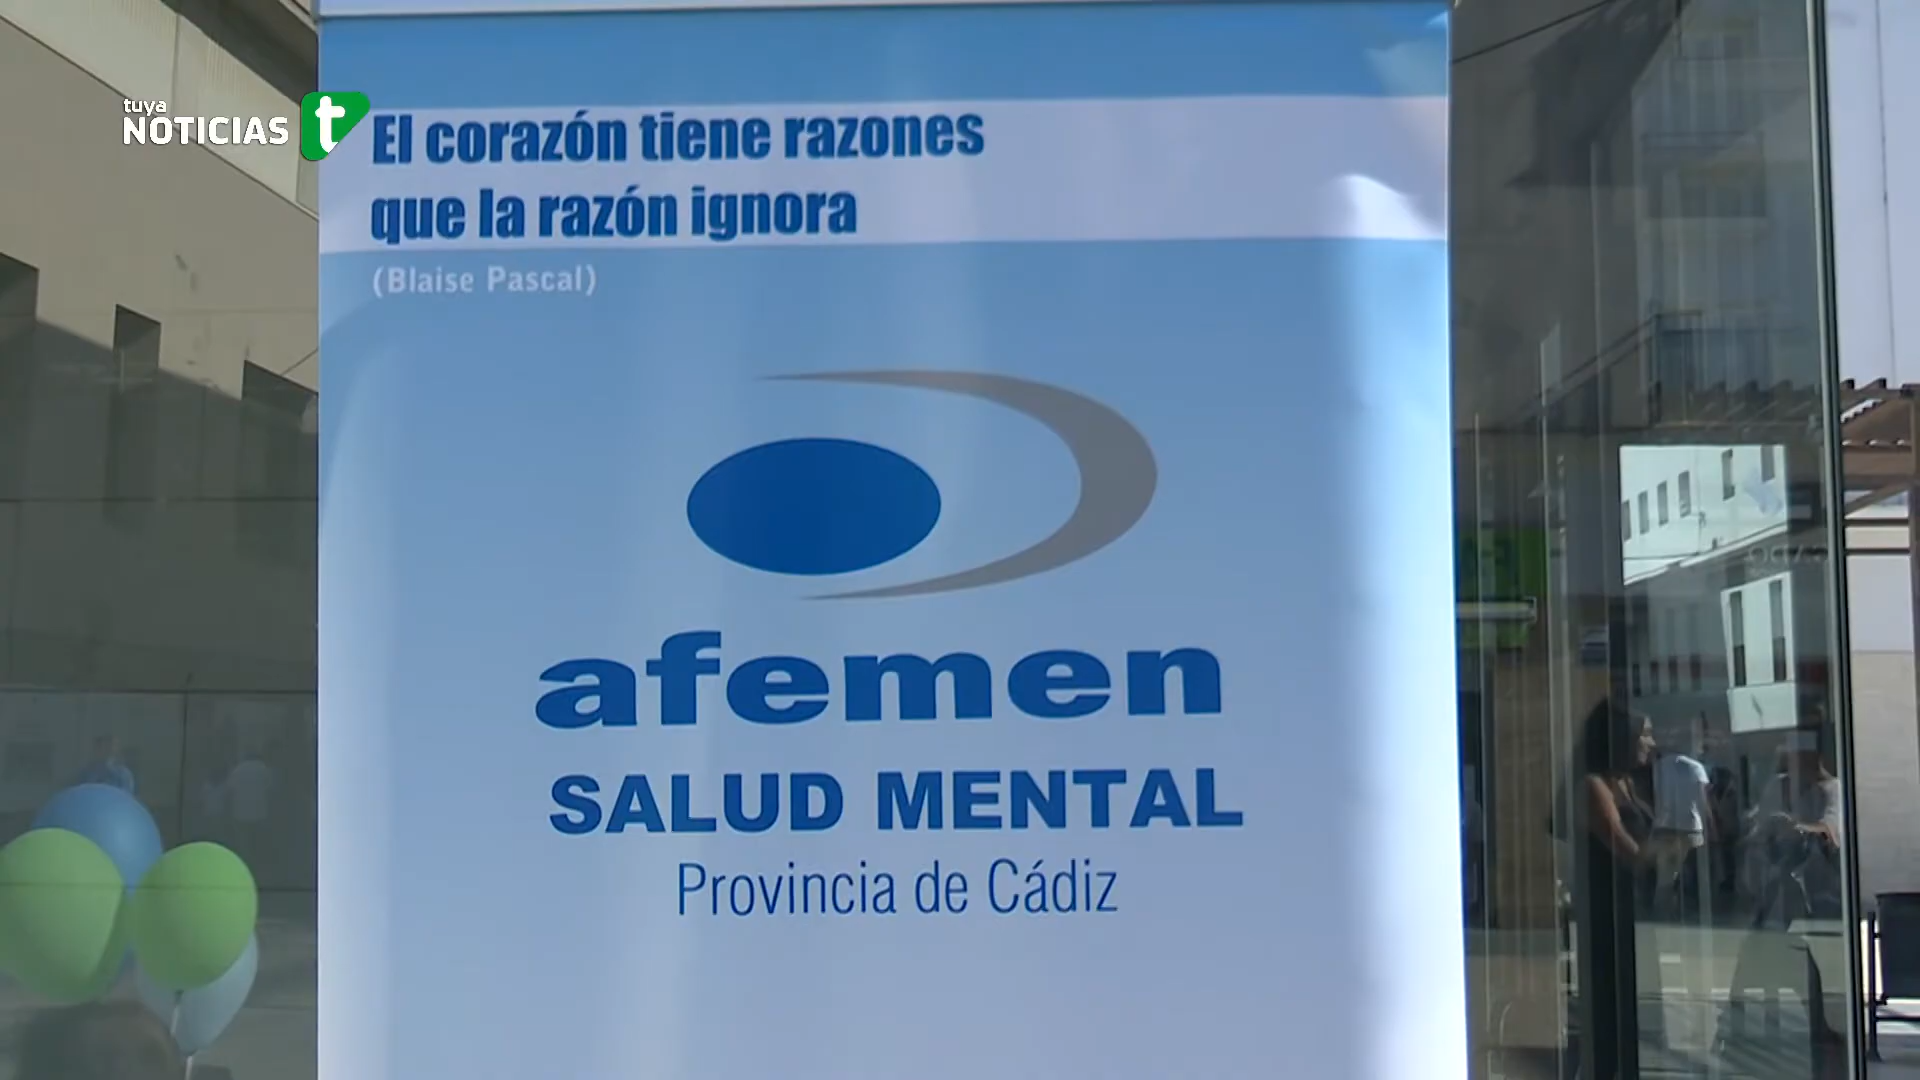 tuya
NOTICIAS t
El corazón tiene razones
que la razón ignora
(Blaise Pascal)
afemen
SALUD MENTAL
Provincia de Cádiz